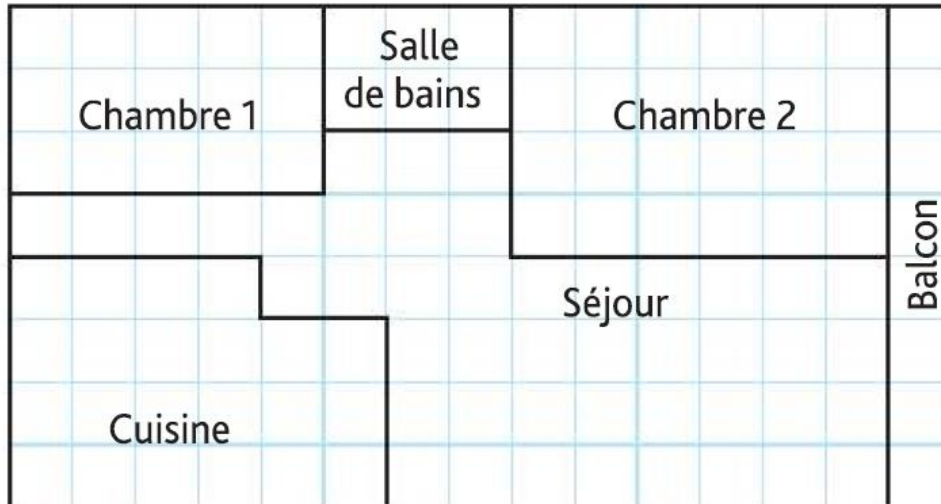 Salle
de bains
Chambre 1
Chambre 2
Balcon
Séjour
Cuisine